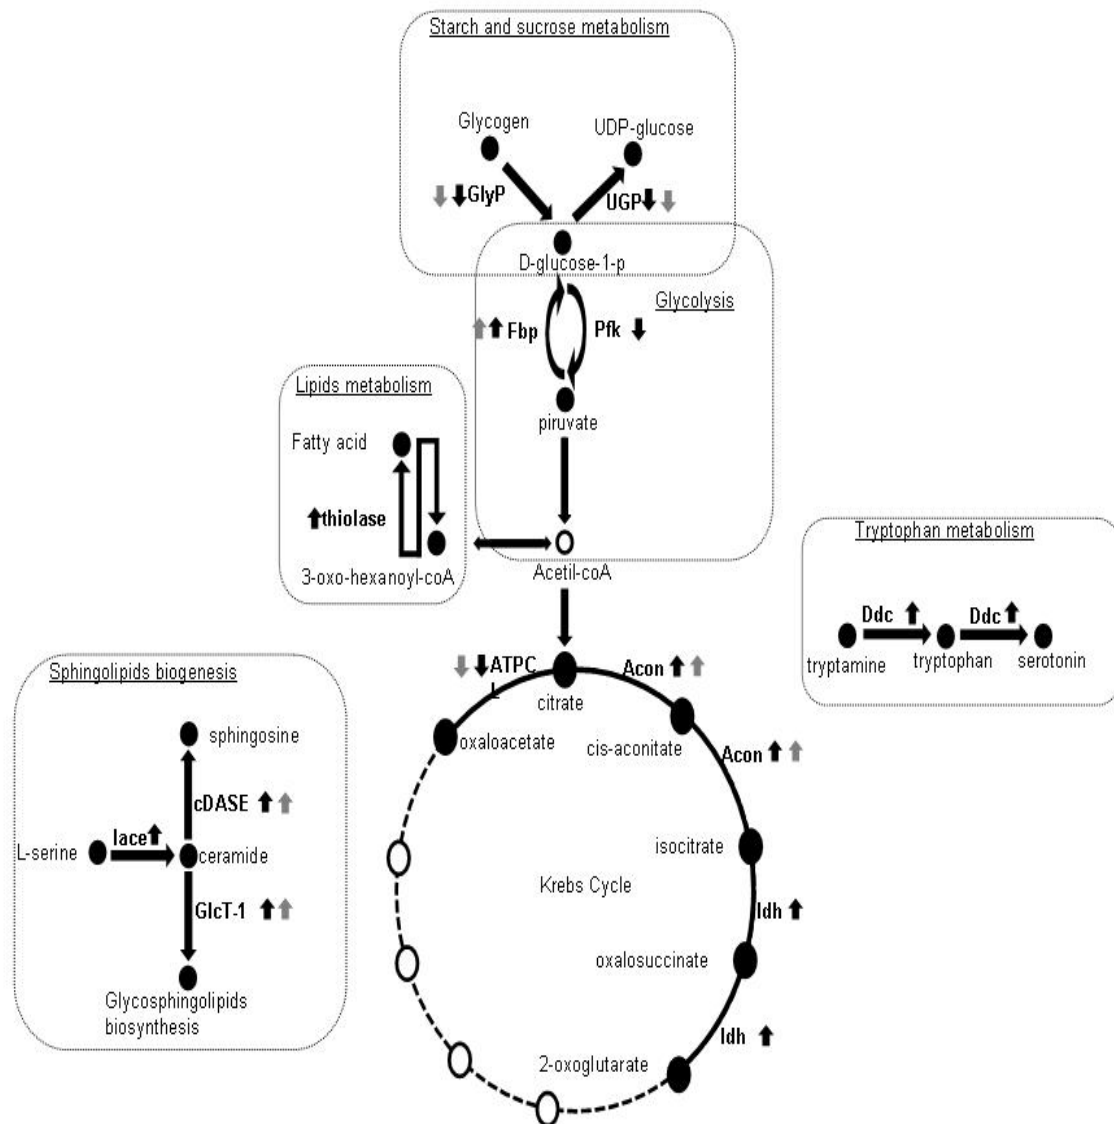 Starch and sucrose metabolism
Glycogen
UDP-glucose
GlyP
UGP
D-glucose-1-p
Glycolysis
Fbp
Pfk
Lipids metabolism
piruvate
Fatty acid
thiolase
3-oxo-hexanoyl-coA
Acetil-coA
Tryptophan metabolism
Ddc
Ddc
tryptamine
tryptophan
serotonin
Sphingolipids biogenesis
sphingosine
cDASE
lace
L-serine
ceramide
GlcT-1
Glycosphingolipids
biosynthesis
ATPC
L
Acon
citrate
oxaloacetate
cis-aconitate
Acon
isocitrate
Krebs Cycle
Idh
oxalosuccinate
Idh
2-oxoglutarate